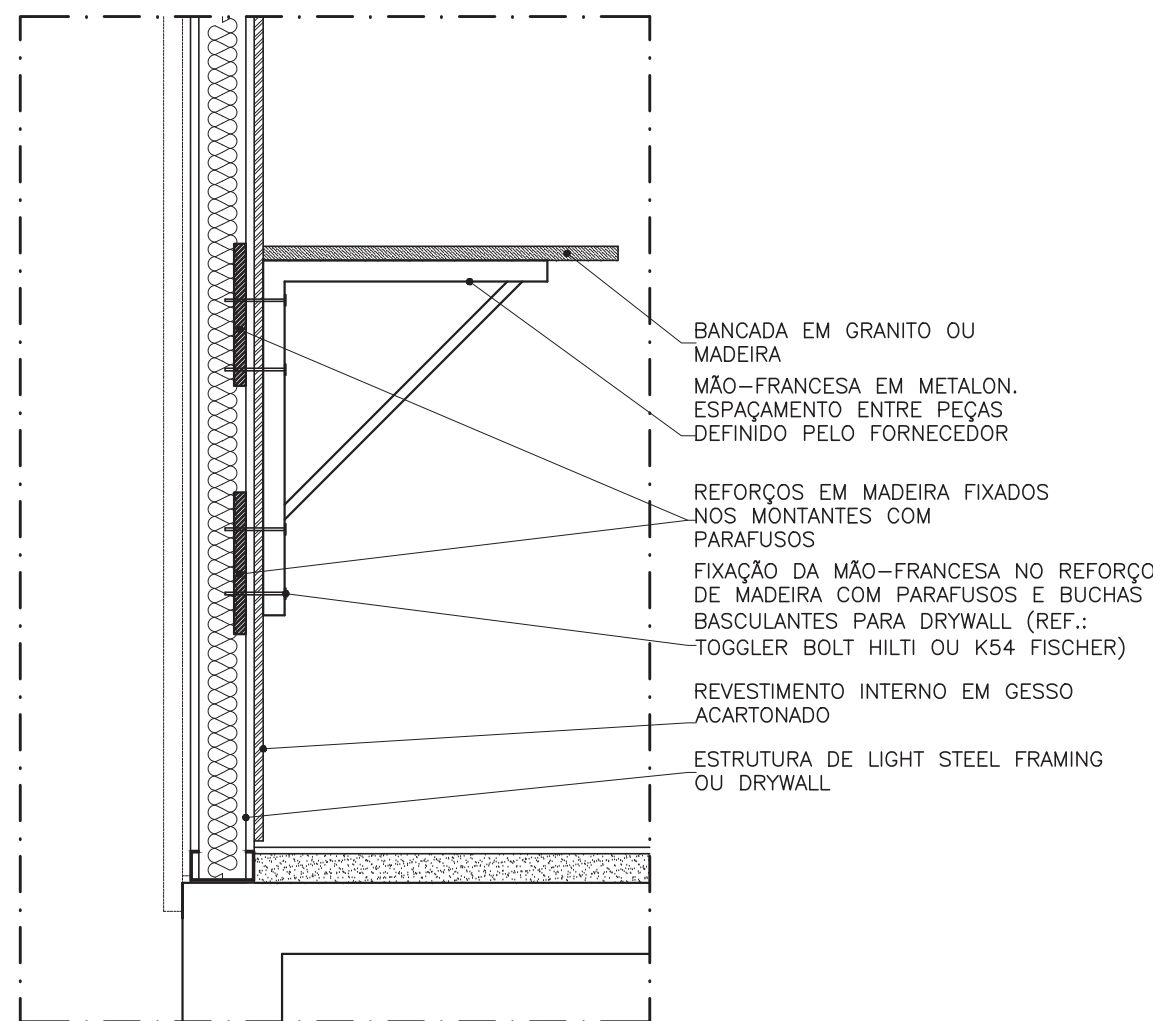 BANCADA EM GRANITO OU
MADEIRA
MÃO-FRANCESA EM METALON.
ESPAÇAMENTO ENTRE PEÇAS
DEFINIDO PELO FORNECEDOR
REFORÇOS EM MADEIRA FIXADOS
NOS MONTANTES COM
PARAFUSOS
FIXAÇÃO DA MÃO-FRANCESA NO REFORÇO
DE MADEIRA COM PARAFUSOS E BUCHAS
BASCULANTES PARA DRYWALL (REF.:
TOGGLER BOLT HILTI OU K54 FISCHER)
REVESTIMENTO INTERNO EM GESSO
ACARTONADO
ESTRUTURA DE LIGHT STEEL FRAMING
OU DRYWALL